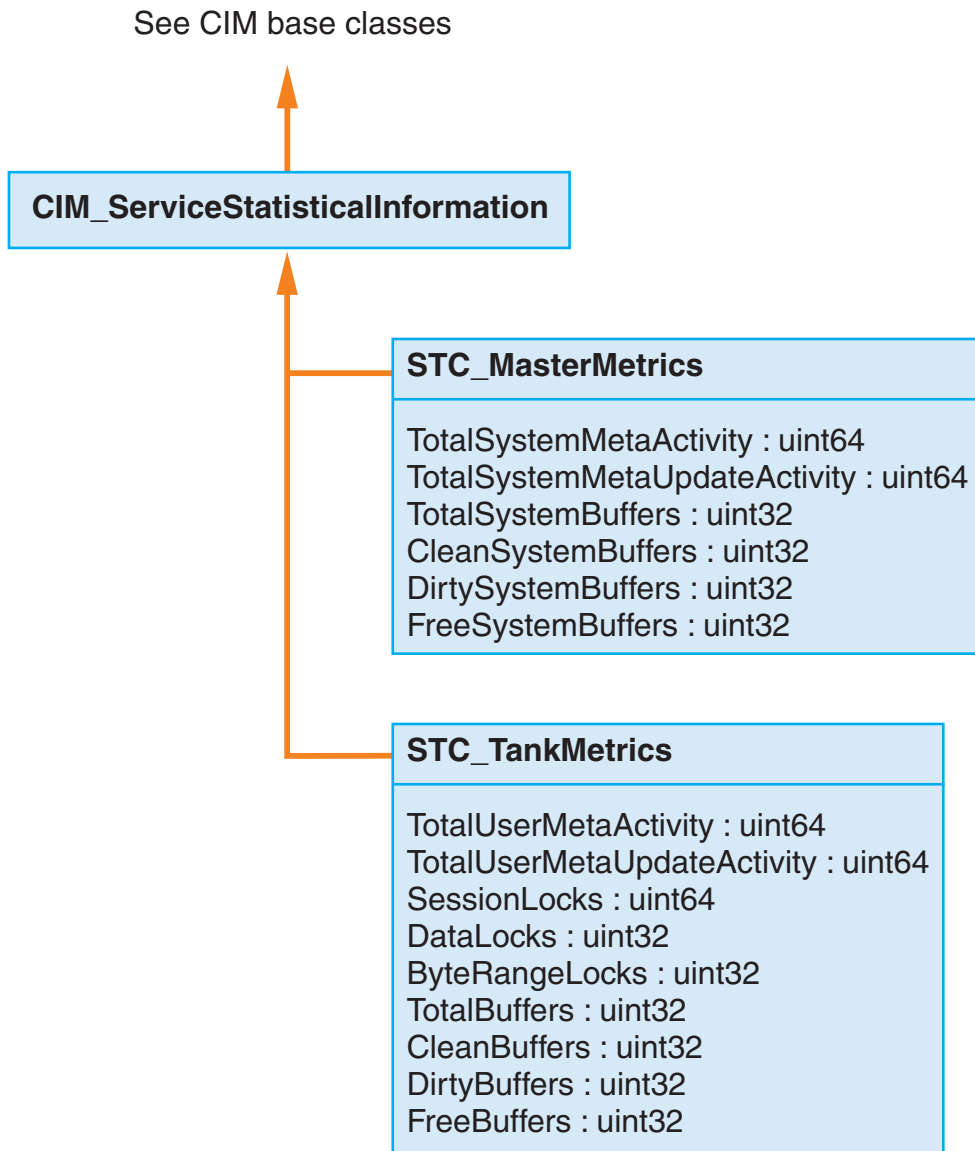 See CIM base classes
CIM_ServiceStatisticalInformation
STC_MasterMetrics
TotalSystemMetaActivity : uint64
TotalSystemMetaUpdateActivity : uint64
TotalSystemBuffers : uint32
CleanSystemBuffers : uint32
DirtySystemBuffers : uint32
FreeSystemBuffers : uint32
STC_TankMetrics
TotalUserMetaActivity : uint64
TotalUserMetaUpdateActivity : uint64
SessionLocks : uint64
DataLocks : uint32
ByteRangeLocks : uint32
TotalBuffers : uint32
CleanBuffers : uint32
DirtyBuffers : uint32
FreeBuffers : uint32